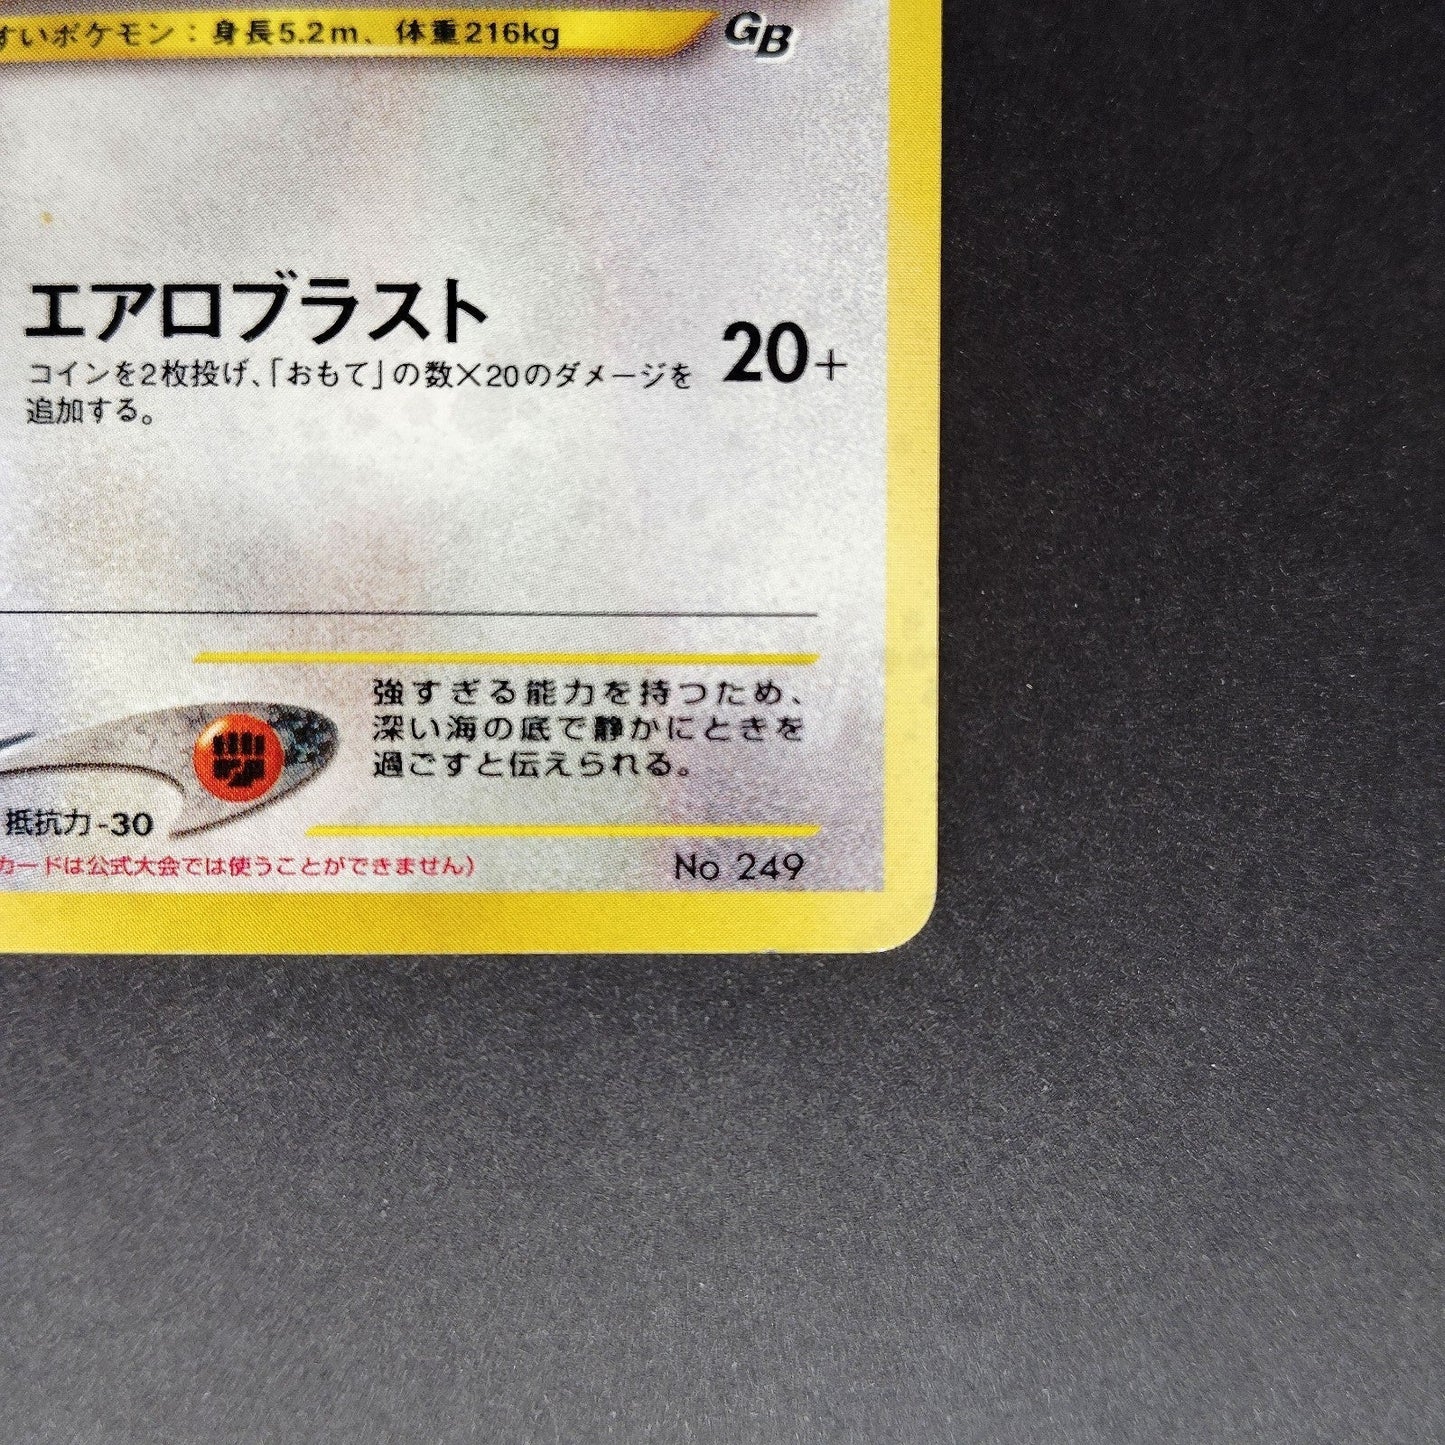 すいポケモン：身長5.2m、体重216kg
GB
エアロブラスト
20+
コインを2枚投げ、「おもて」の数×20のダメージを
追加する。
強すぎる能力を持つため、
深い海の底で静かにときを
過ごすと伝えられる。
抵抗力-30
カードは公式大会では使うことができません）
No 249